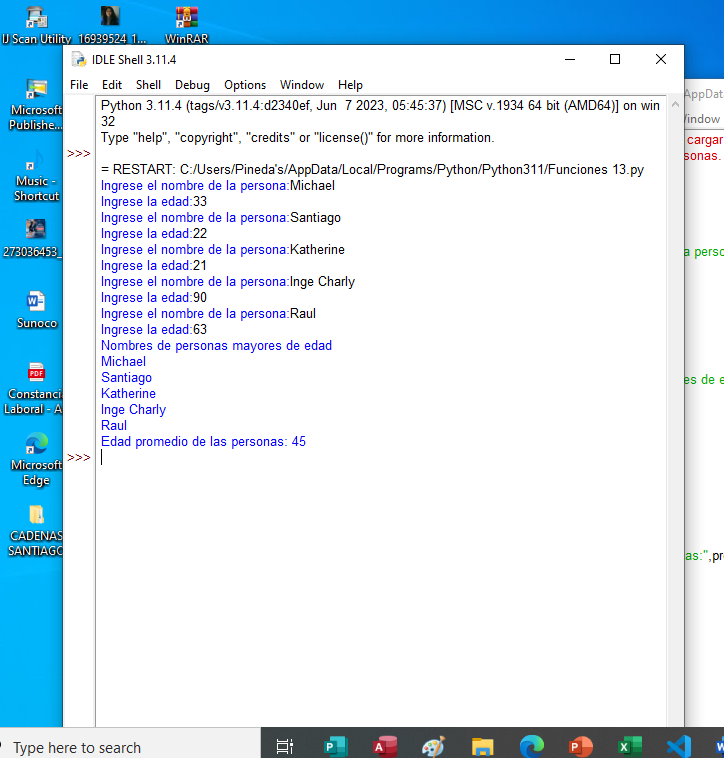 IJ Scan Utility
16939524_1...
WinRAR
Microsoft
Publishe...
Music -
Shortcut
273036453_
Sunoco
Constancia
Laboral - A
Microsoft
Edge
CADENAS
SANTIAGO
IDLE Shell 3.11.4
File Edit Shell Debug Options Window Help
Python 3.11.4 (tags/v3.11.4:d2340ef, Jun 7 2023, 05:45:37) [MSC v.1934 64 bit (AMD64)] on win
32
Type "help", "copyright", "credits" or "license()" for more information.
>>>
= RESTART: C:/Users/Pineda's/AppData/Local/Programs/Python/Python311/Funciones 13.py
Ingrese el nombre de la persona:Michael
Ingrese la edad:33
Ingrese el nombre de la persona:Santiago
Ingrese la edad:22
Ingrese el nombre de la persona:Katherine
Ingrese la edad:21
Ingrese el nombre de la persona:Inge Charly
Ingrese la edad:90
Ingrese el nombre de la persona:Raul
Ingrese la edad:63
Nombres de personas mayores de edad
Michael
Santiago
Katherine
Inge Charly
Raul
Edad promedio de las personas: 45
>>>
AppData
Window
cargar
sonas.
a perso
es de e
as:",pr
Type here to search